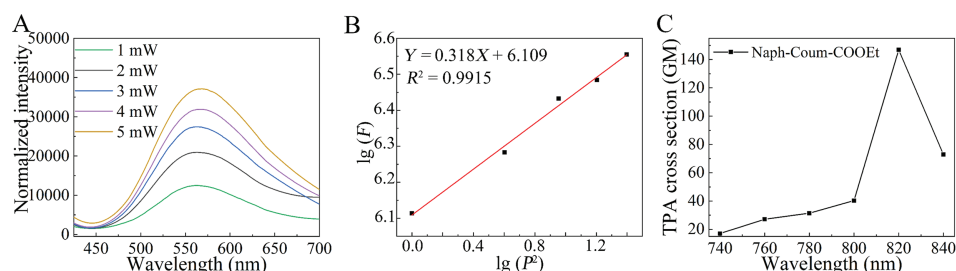 A
Normalized intensity
50000
40000
30000
20000
10000
0
1 mW
2 mW
3 mW
4 mW
5 mW
450
500
550
600
650
700
Wavelength (nm)
B
lg (F)
6.6
6.5
6.4
6.3
6.2
6.1
Y = 0.318X + 6.109
R² = 0.9915
0.0
0.4
0.8
1.2
lg (P²)
C
TPA cross section (GM)
140
120
100
80
60
40
20
Naph-Coum-COOEt
740
760
780
800
820
840
Wavelength (nm)